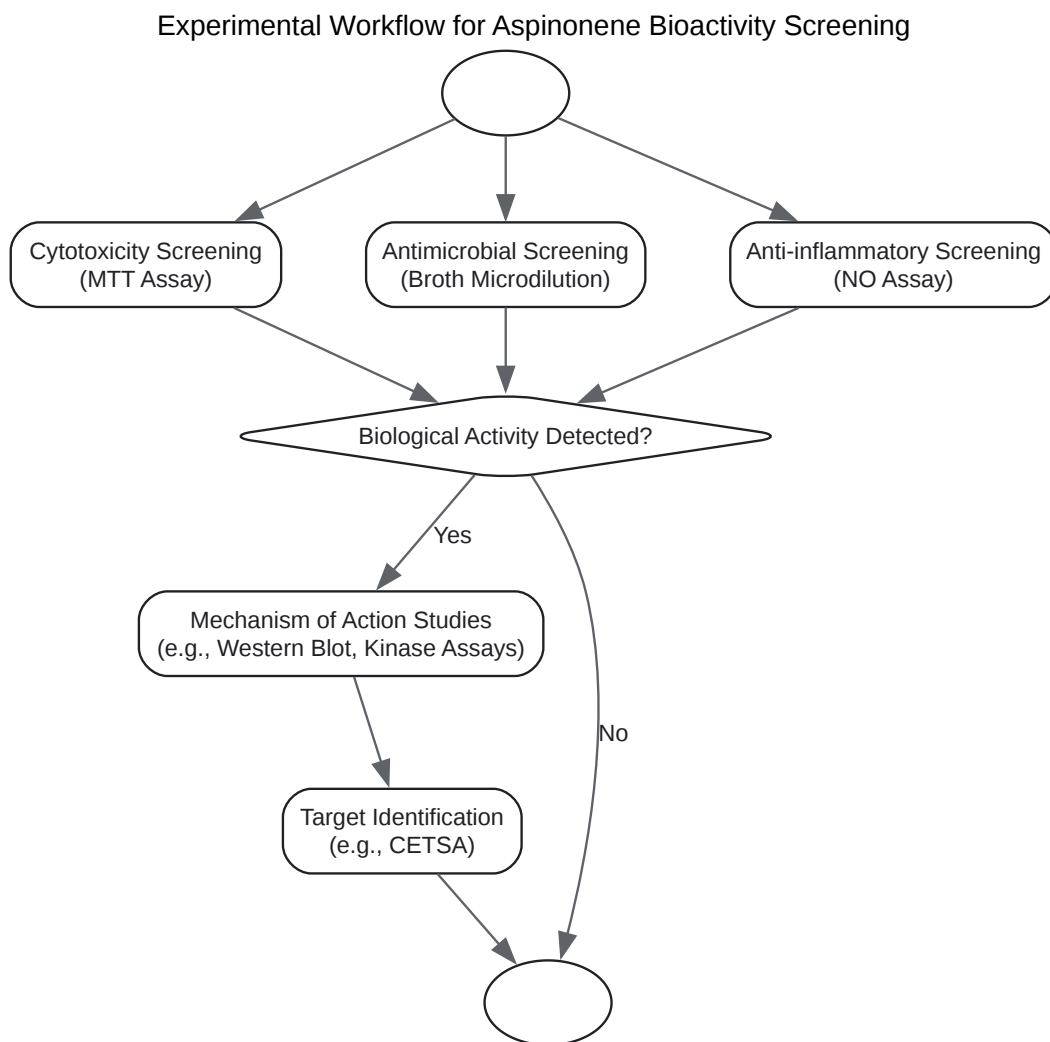 Experimental Workflow for Aspinonene Bioactivity Screening
Cytotoxicity Screening
(MTT Assay)
Antimicrobial Screening
(Broth Microdilution)
Anti-inflammatory Screening
(NO Assay)
Biological Activity Detected?
Yes
Mechanism of Action Studies
(e.g., Western Blot, Kinase Assays)
No
Target Identification
(e.g., CETSA)